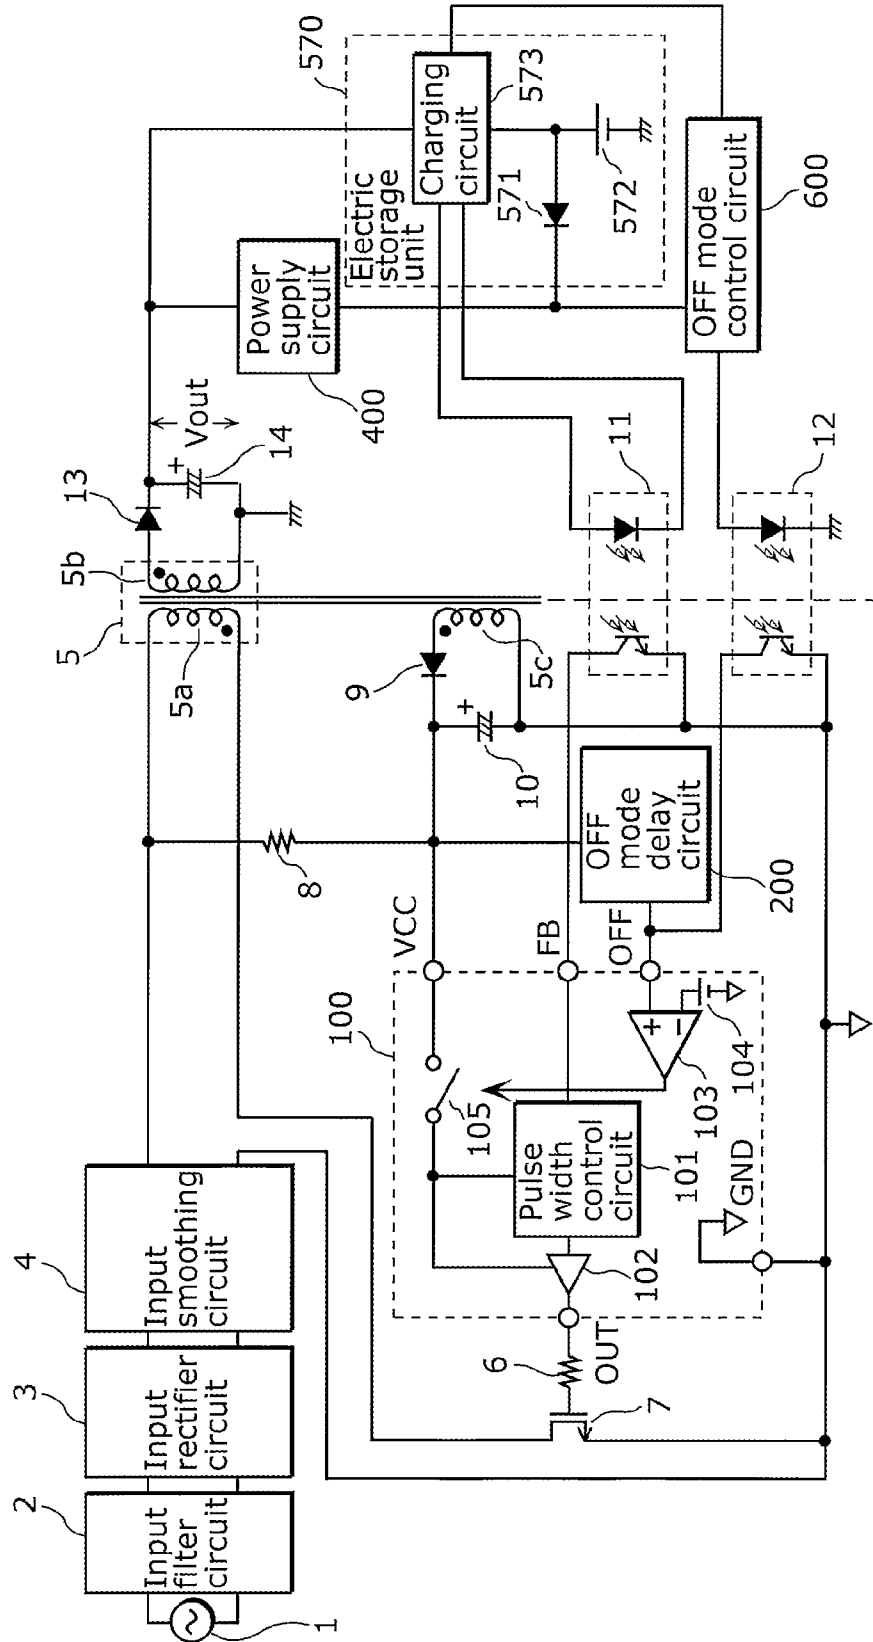 1
2
Input
filter
circuit
3
Input
rectifier
circuit
4
Input
smoothing
circuit
5
5a
5b
5c
13
+
14
Vout
Power
supply
circuit
400
570
Electric
storage
unit
Charging
circuit
573
571
572
OFF mode
control circuit
600
11
12
8
9
+
10
OFF
mode
delay
circuit
200
VCC
FB
OFF
100
105
+
−
103
104
Pulse
width
control
circuit
101
102
GND
OUT
6
7